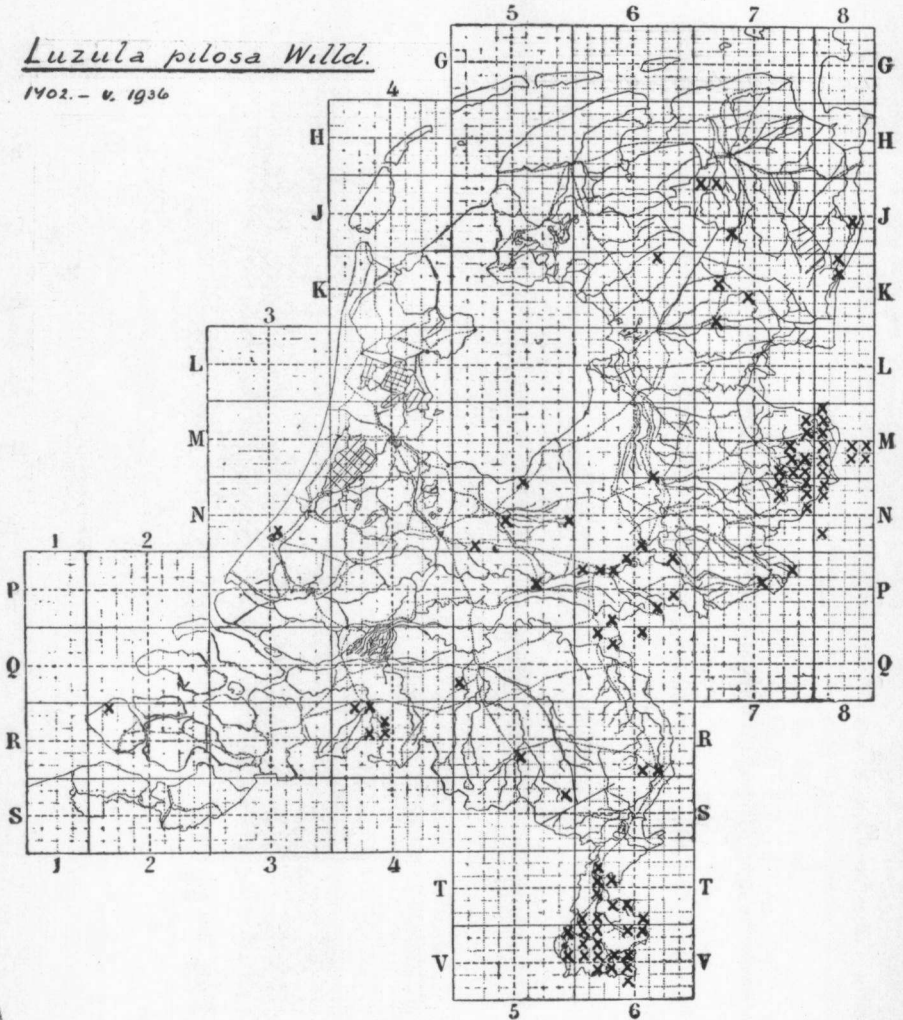 Luzula pilosa Willd.
1402. - v. 1936
5 6 7 8
G G
4
H H
J J
K K
3
L L
M M
N N
1 2
P P
Q Q
7 8
R R
S S
1 2 3 4
T T
V V
5 6